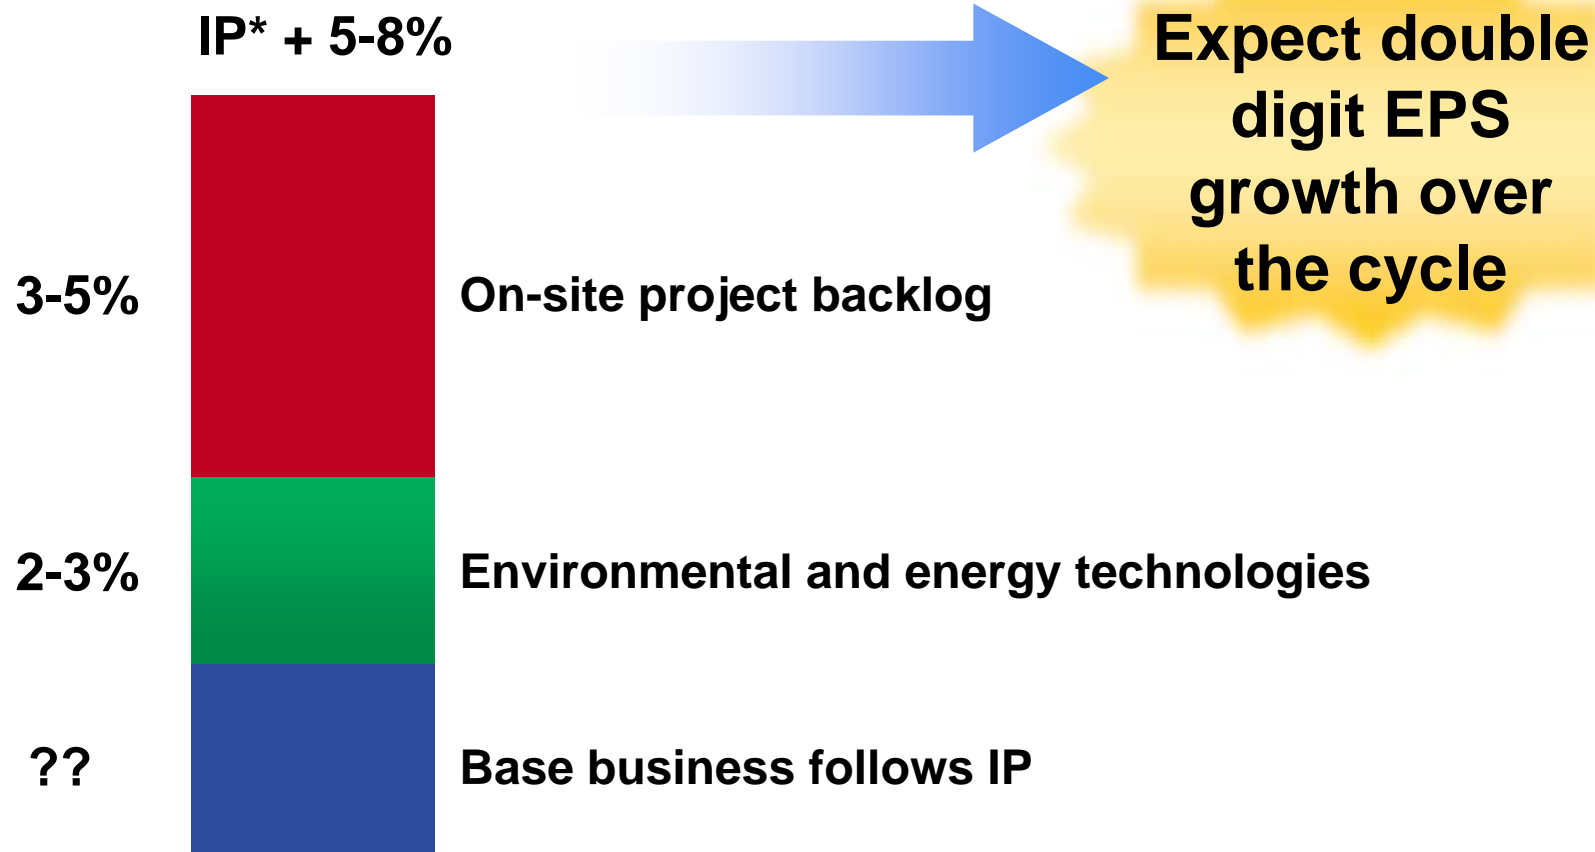 IP* + 5-8%
Expect double
digit EPS
growth over
the cycle
3-5%
On-site project backlog
2-3%
Environmental and energy technologies
??
Base business follows IP